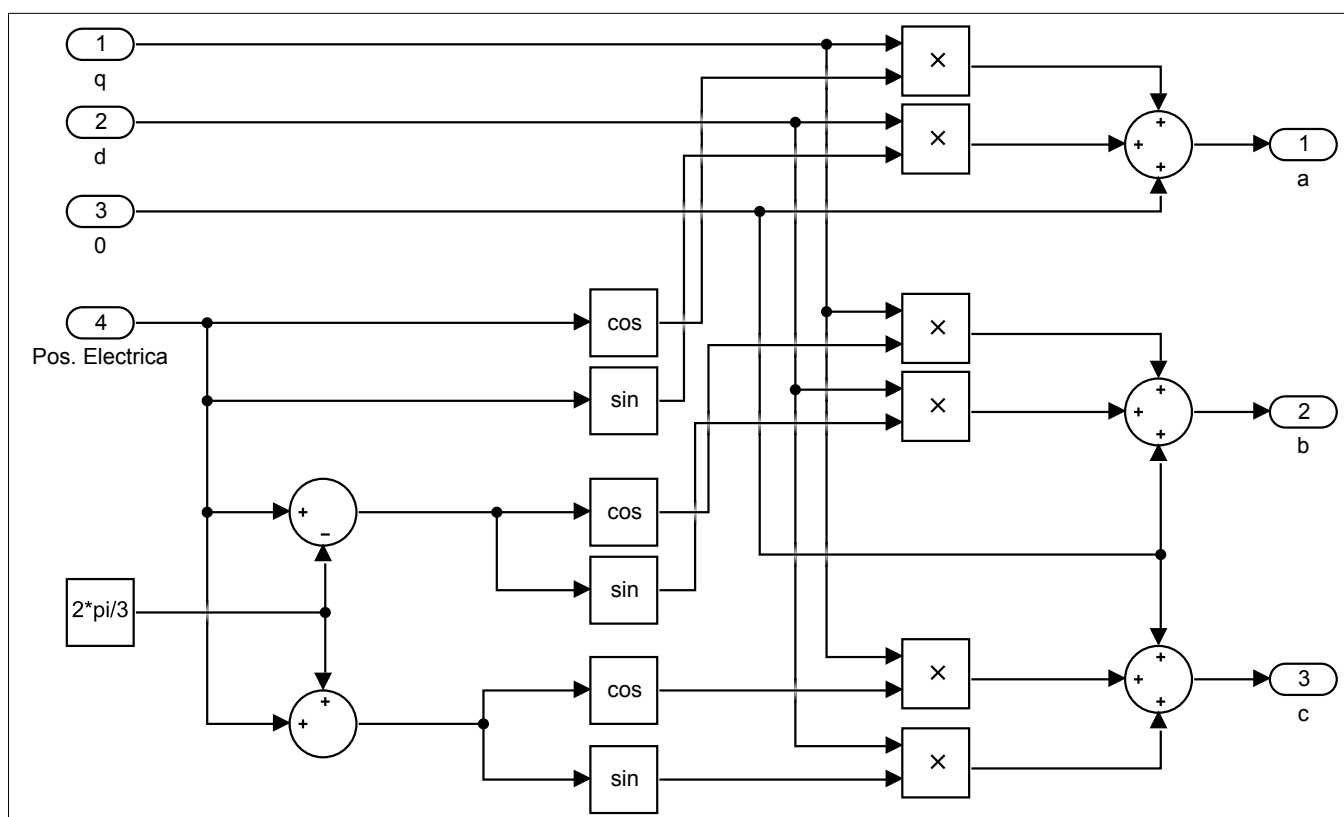 1
q
×
2
d
×
+
+
+
1
a
3
0
4
Pos. Electrica
cos
×
sin
×
+
+
+
2
b
+
−
cos
sin
2*pi/3
+
+
cos
×
+
+
+
3
c
sin
×